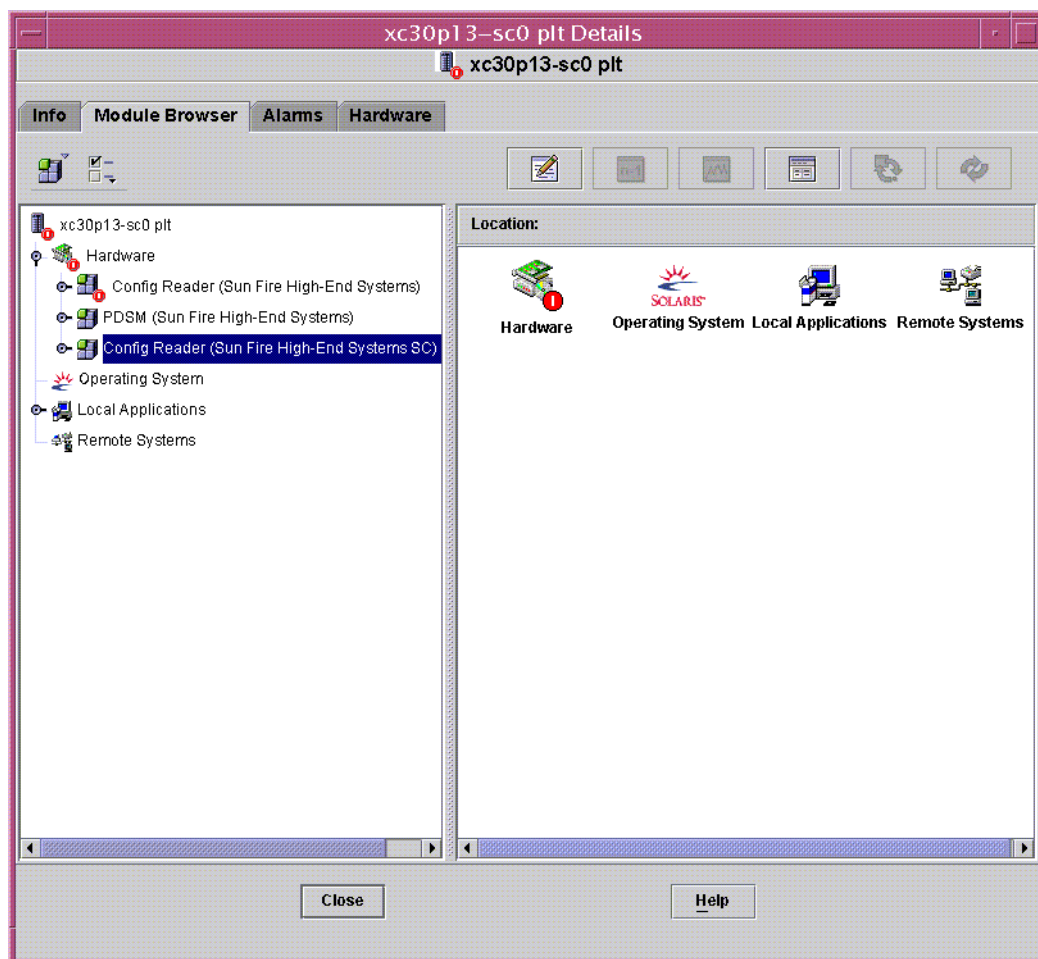 xc30p13-sc0 plt Details
xc30p13-sc0 plt
Info Module Browser Alarms Hardware
xc30p13-sc0 plt
Hardware
Config Reader (Sun Fire High-End Systems)
PDSM (Sun Fire High-End Systems)
Config Reader (Sun Fire High-End Systems SC)
Operating System
Local Applications
Remote Systems
Location:
SOLARIS
Hardware Operating System Local Applications Remote Systems
Close Help